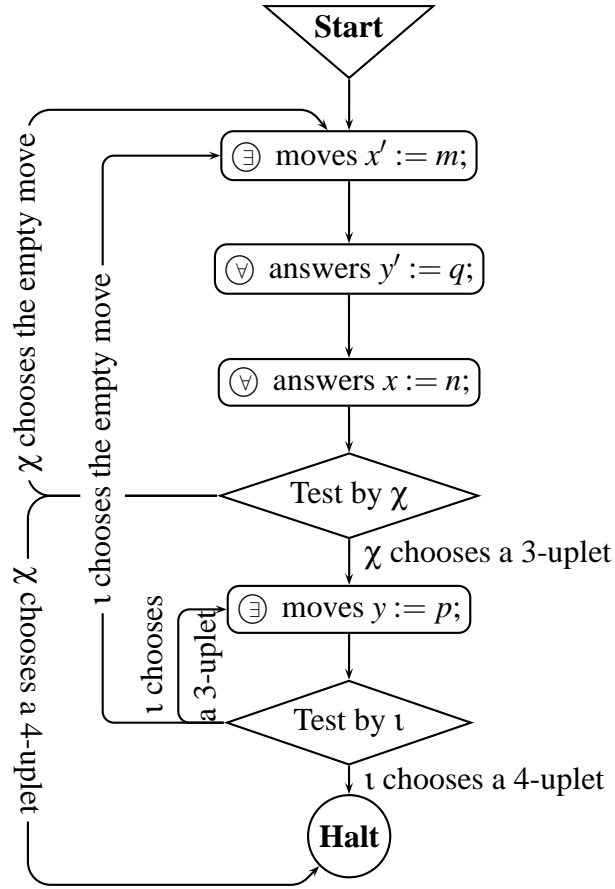 Start
∃ moves x′ := m;
∀ answers y′ := q;
∀ answers x := n;
Test by χ
χ chooses the empty move
χ chooses a 4-uplet
χ chooses a 3-uplet
∃ moves y := p;
ι chooses the empty move
ι chooses
a 3-uplet
Test by ι
ι chooses a 4-uplet
Halt